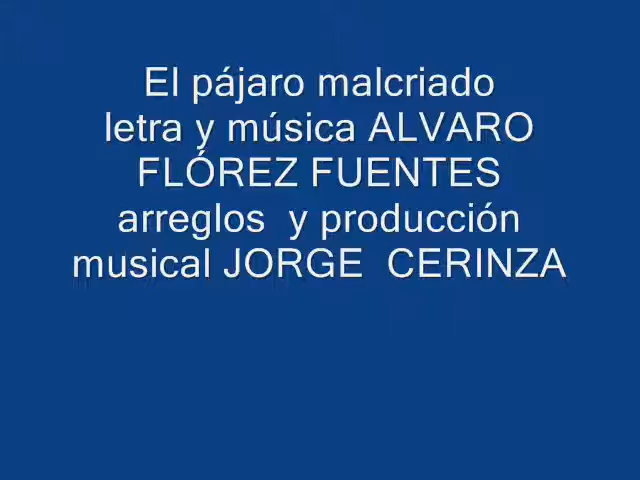 El pájaro malcriado
letra y música ALVARO
FLÓREZ FUENTES
arreglos  y producción
musical JORGE  CERINZA